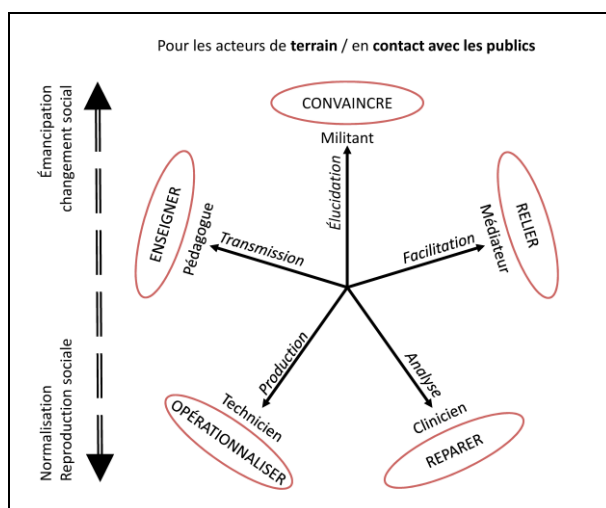 Pour les acteurs de terrain / en contact avec les publics
Émancipation
changement social
CONVAINCRE
Militant
Élucidation
ENSEIGNER
Pédagogue
Transmission
Facilitation
Médiateur
RELIER
Production
Technicien
OPÉRATIONNALISER
Analyse
Clinicien
REPARER
Normalisation
Reproduction sociale